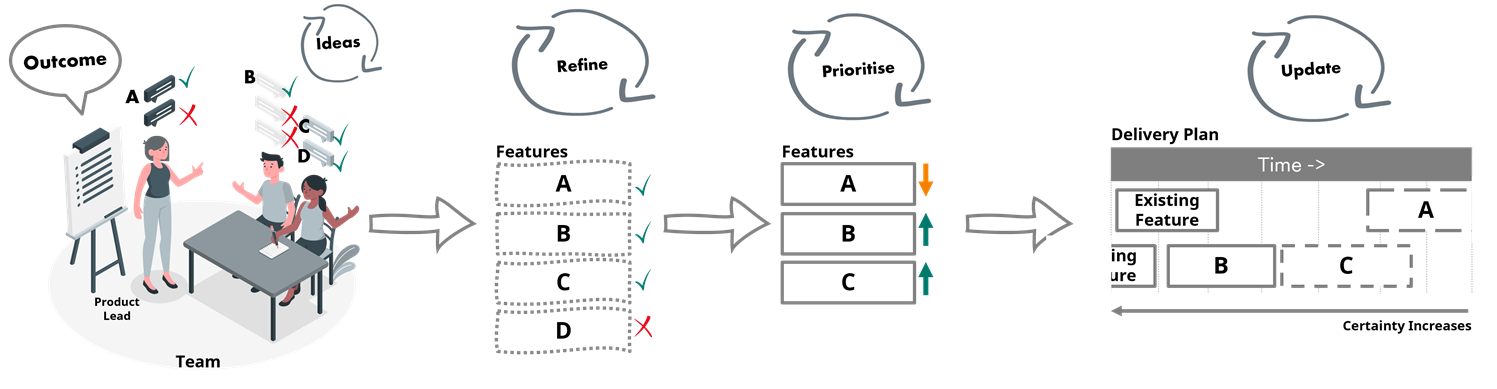 Outcome
Ideas
A
B
C
D
Product
Lead
Team
Refine
Features
A
B
C
D
Prioritise
Features
A
B
C
Update
Delivery Plan
Time ->
Existing
Feature
A
ing
ure
B
C
Certainty Increases